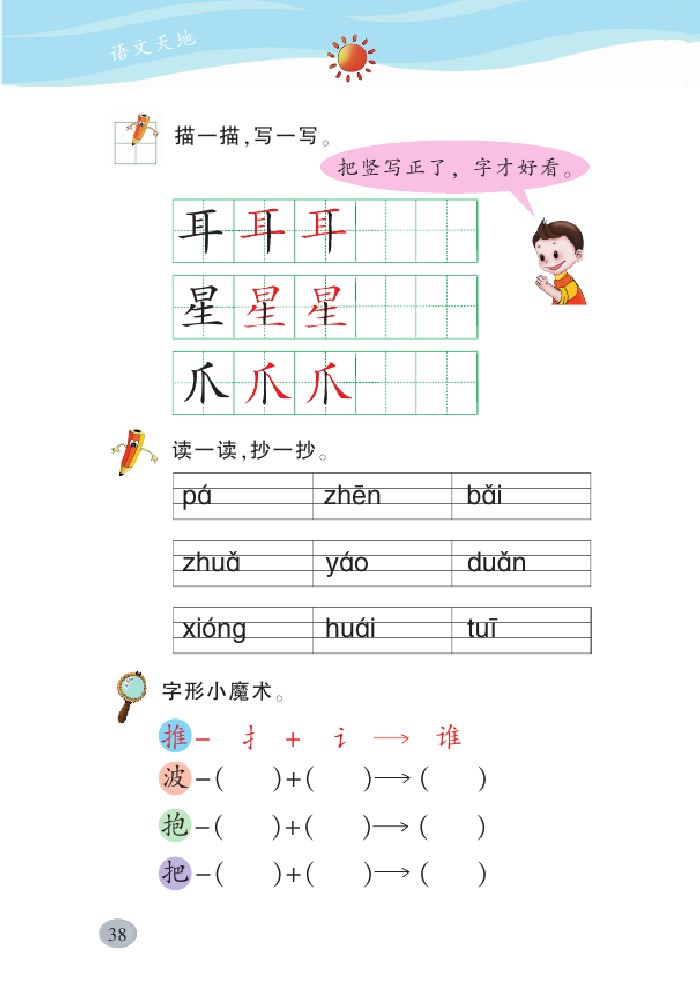 语文天地
描一描,写一写。
把竖写正了，字才好看。
耳 耳 耳
星 星 星
爪 爪 爪
读一读,抄一抄。
pá zhēn bǎi
zhuǎ yáo duǎn
xióng huái tuī
字形小魔术。
推－ 扌 + 讠 → 谁
波－( )+( )→( )
抱－( )+( )→( )
把－( )+( )→( )
38